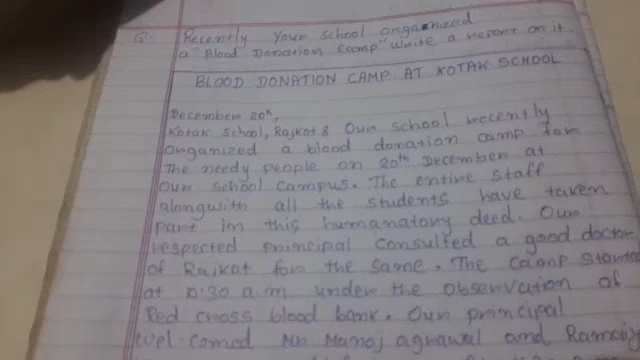 Q. Recently Your school organized
a "Blood Donation Camp" Write a report on it.
BLOOD DONATION CAMP AT KOTAK SCHOOL
December 20th,
Kotak School, Rajkot: Our school recently
organized a blood donation camp for
the needy people on 20th December at
Our school campus. The entire staff
alongwith all the students have taken
part in this humanatory deed. Our
respected principal consulted a good doctor
of Rajkot for the same. The camp started
at :30 a.m under the observation of
Red cross blood bank. Our principal
wel-comed Mr Manoj agrawal and